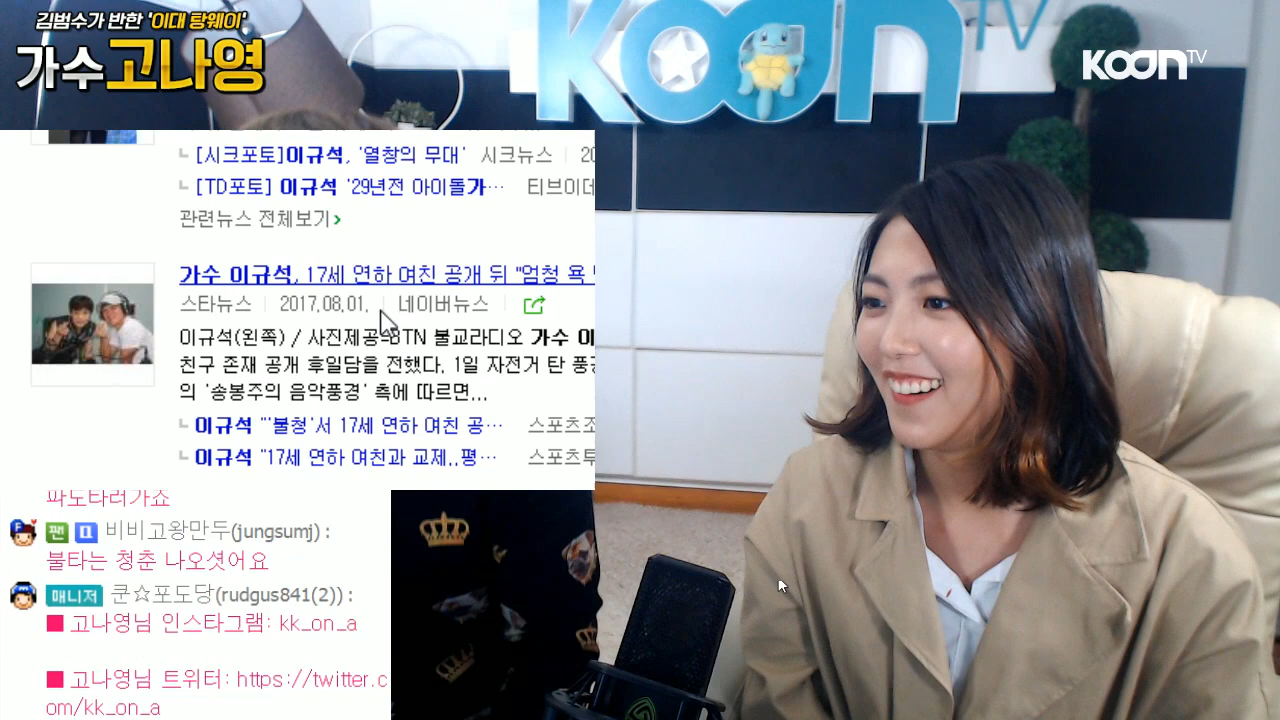 김범수가 반한 '이대 탕웨이'
가수 고나영
KOON TV
KOON TV
[시크포토]이규석, '열창의 무대' 시크뉴스 20
[TD포토] 이규석 '29년전 아이돌가… 티브이데
관련뉴스 전체보기
가수 이규석, 17세 연하 여친 공개 뒤 "엄청 욕
스타뉴스 2017.08.01. 네이버뉴스
이규석(왼쪽) / 사진제공=BTN 불교라디오 가수 이
친구 존재 공개 후일담을 전했다. 1일 자전거 탄 풍경
의 '송봉주의 음악풍경' 측에 따르면...
이규석 "'불청'서 17세 연하 여친 공… 스포츠조
이규석 "17세 연하 여친과 교제..평… 스포츠투
파도타러가죠
팬 비비고왕만두(jungsumj) :
불타는 청춘 나오셧어요
매니저 쿤☆포도당(rudgus841(2)) :
■ 고나영님 인스타그램: kk_on_a
■ 고나영님 트위터: https://twitter.c
om/kk_on_a